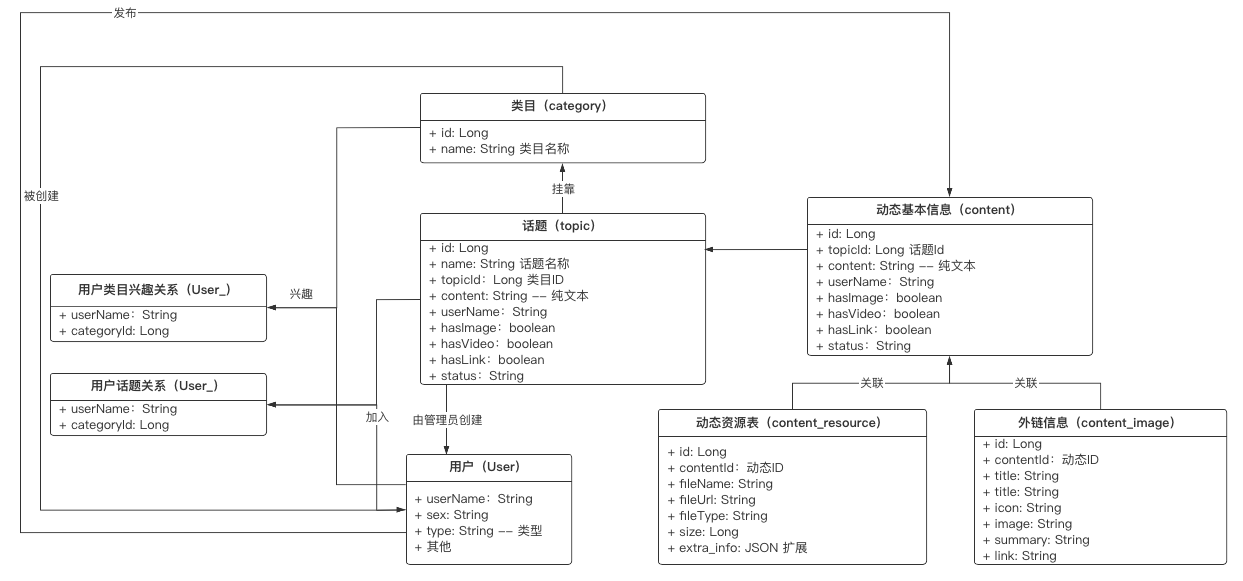 发布
类目（category）
+ id: Long
+ name: String 类目名称
被创建
挂靠
话题（topic）
+ id: Long
+ name: String 话题名称
+ topicId：Long 类目ID
+ content: String -- 纯文本
+ userName：String
+ hasImage：boolean
+ hasVideo：boolean
+ hasLink：boolean
+ status：String
动态基本信息（content）
+ id: Long
+ topicId: Long 话题Id
+ content: String -- 纯文本
+ userName：String
+ hasImage：boolean
+ hasVideo：boolean
+ hasLink：boolean
+ status：String
用户类目兴趣关系（User_）
+ userName：String
+ categoryId: Long
兴趣
用户话题关系（User_）
+ userName：String
+ categoryId: Long
加入
由管理员创建
用户（User）
+ userName：String
+ sex: String
+ type: String -- 类型
+ 其他
关联
关联
动态资源表（content_resource）
+ id: Long
+ contentId：动态ID
+ fileName: String
+ fileUrl: String
+ fileType: String
+ size: Long
+ extra_info: JSON 扩展
外链信息（content_image）
+ id: Long
+ contentId：动态ID
+ title: String
+ title: String
+ icon: String
+ image: String
+ summary: String
+ link: String